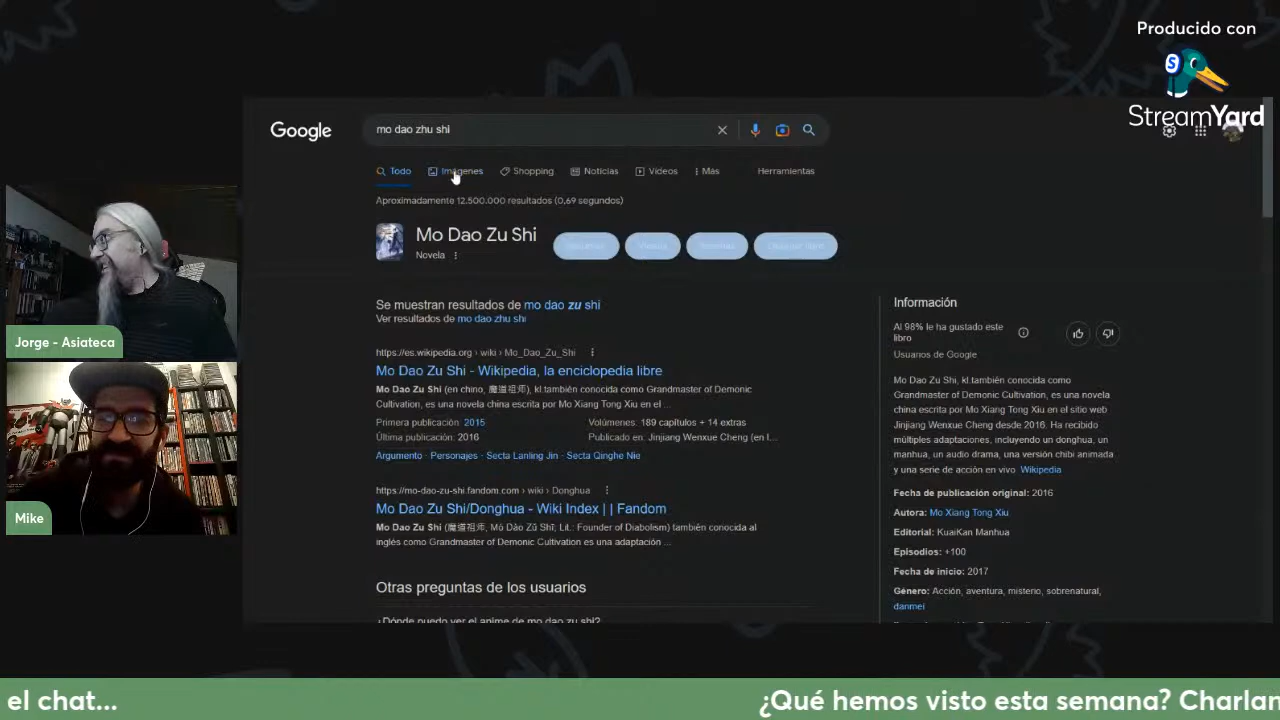 Producido con
StreamYard
Google
mo dao zhu shi
Todo
Imágenes
Shopping
Noticias
Vídeos
Más
Herramientas
Aproximadamente 12.500.000 resultados (0,69 segundos)
Mo Dao Zu Shi
Novela
Se muestran resultados de mo dao zu shi
Ver resultados de mo dao zhu shi
https://es.wikipedia.org › wiki › Mo_Dao_Zu_Shi
Mo Dao Zu Shi - Wikipedia, la enciclopedia libre
Mo Dao Zu Shi (en chino, 魔道祖师), kl.también conocida como Grandmaster of Demonic
Cultivation, es una novela china escrita por Mo Xiang Tong Xiu en el ...
Primera publicación: 2015
Volúmenes: 189 capítulos + 14 extras
Última publicación: 2016
Publicado en: Jinjiang Wenxue Cheng (en l...
Argumento · Personajes · Secta Lanling Jin · Secta Qinghe Nie
https://mo-dao-zu-shi.fandom.com › wiki › Donghua
Mo Dao Zu Shi/Donghua - Wiki Index | | Fandom
Mo Dao Zu Shi (魔道祖师, Mó Dào Zǔ Shī; Lit.: Founder of Diabolism) también conocida al
inglés como Grandmaster of Demonic Cultivation es una adaptación ...
Otras preguntas de los usuarios
¿Dónde puedo ver el anime de mo dao zu shi?
Información
Al 98% le ha gustado este
libro
Usuarios de Google
Mo Dao Zu Shi, kl.también conocida como
Grandmaster of Demonic Cultivation, es una novela
china escrita por Mo Xiang Tong Xiu en el sitio web
Jinjiang Wenxue Cheng desde 2016. Ha recibido
múltiples adaptaciones, incluyendo un donghua, un
manhua, un audio drama, una versión chibi animada
y una serie de acción en vivo Wikipedia
Fecha de publicación original: 2016
Autora: Mo Xiang Tong Xiu
Editorial: KuaiKan Manhua
Episodios: +100
Fecha de inicio: 2017
Género: Acción, aventura, misterio, sobrenatural,
danmei
Jorge - Asiateca
Mike
el chat...
¿Qué hemos visto esta semana? Charlan